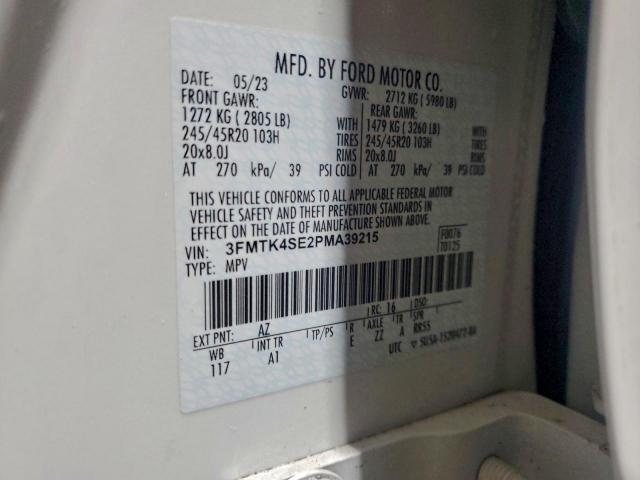 MFD. BY FORD MOTOR CO.
DATE: 05/23 GVWR: 2712 KG ( 5980 LB)
FRONT GAWR: REAR GAWR:
1272 KG ( 2805 LB) WITH 1479 KG ( 3260 LB) WITH
245/45R20 103H TIRES 245/45R20 103H TIRES
20x8.0J RIMS 20x8.0J RIMS
AT 270 kPa/ 39 PSI COLD AT 270 kPa/ 39 PSI COLD
THIS VEHICLE CONFORMS TO ALL APPLICABLE FEDERAL MOTOR
VEHICLE SAFETY AND THEFT PREVENTION STANDARDS IN
EFFECT ON THE DATE OF MANUFACTURE SHOWN ABOVE.
VIN: 3FMTK4SE2PMA39215 F0076
TYPE: MPV T0125
EXT PNT: AZ RC: 16 DSO:
WB INT TR TP/PS R AXLE TR SPR
117 A1 E ZZ A RRSS
UTC